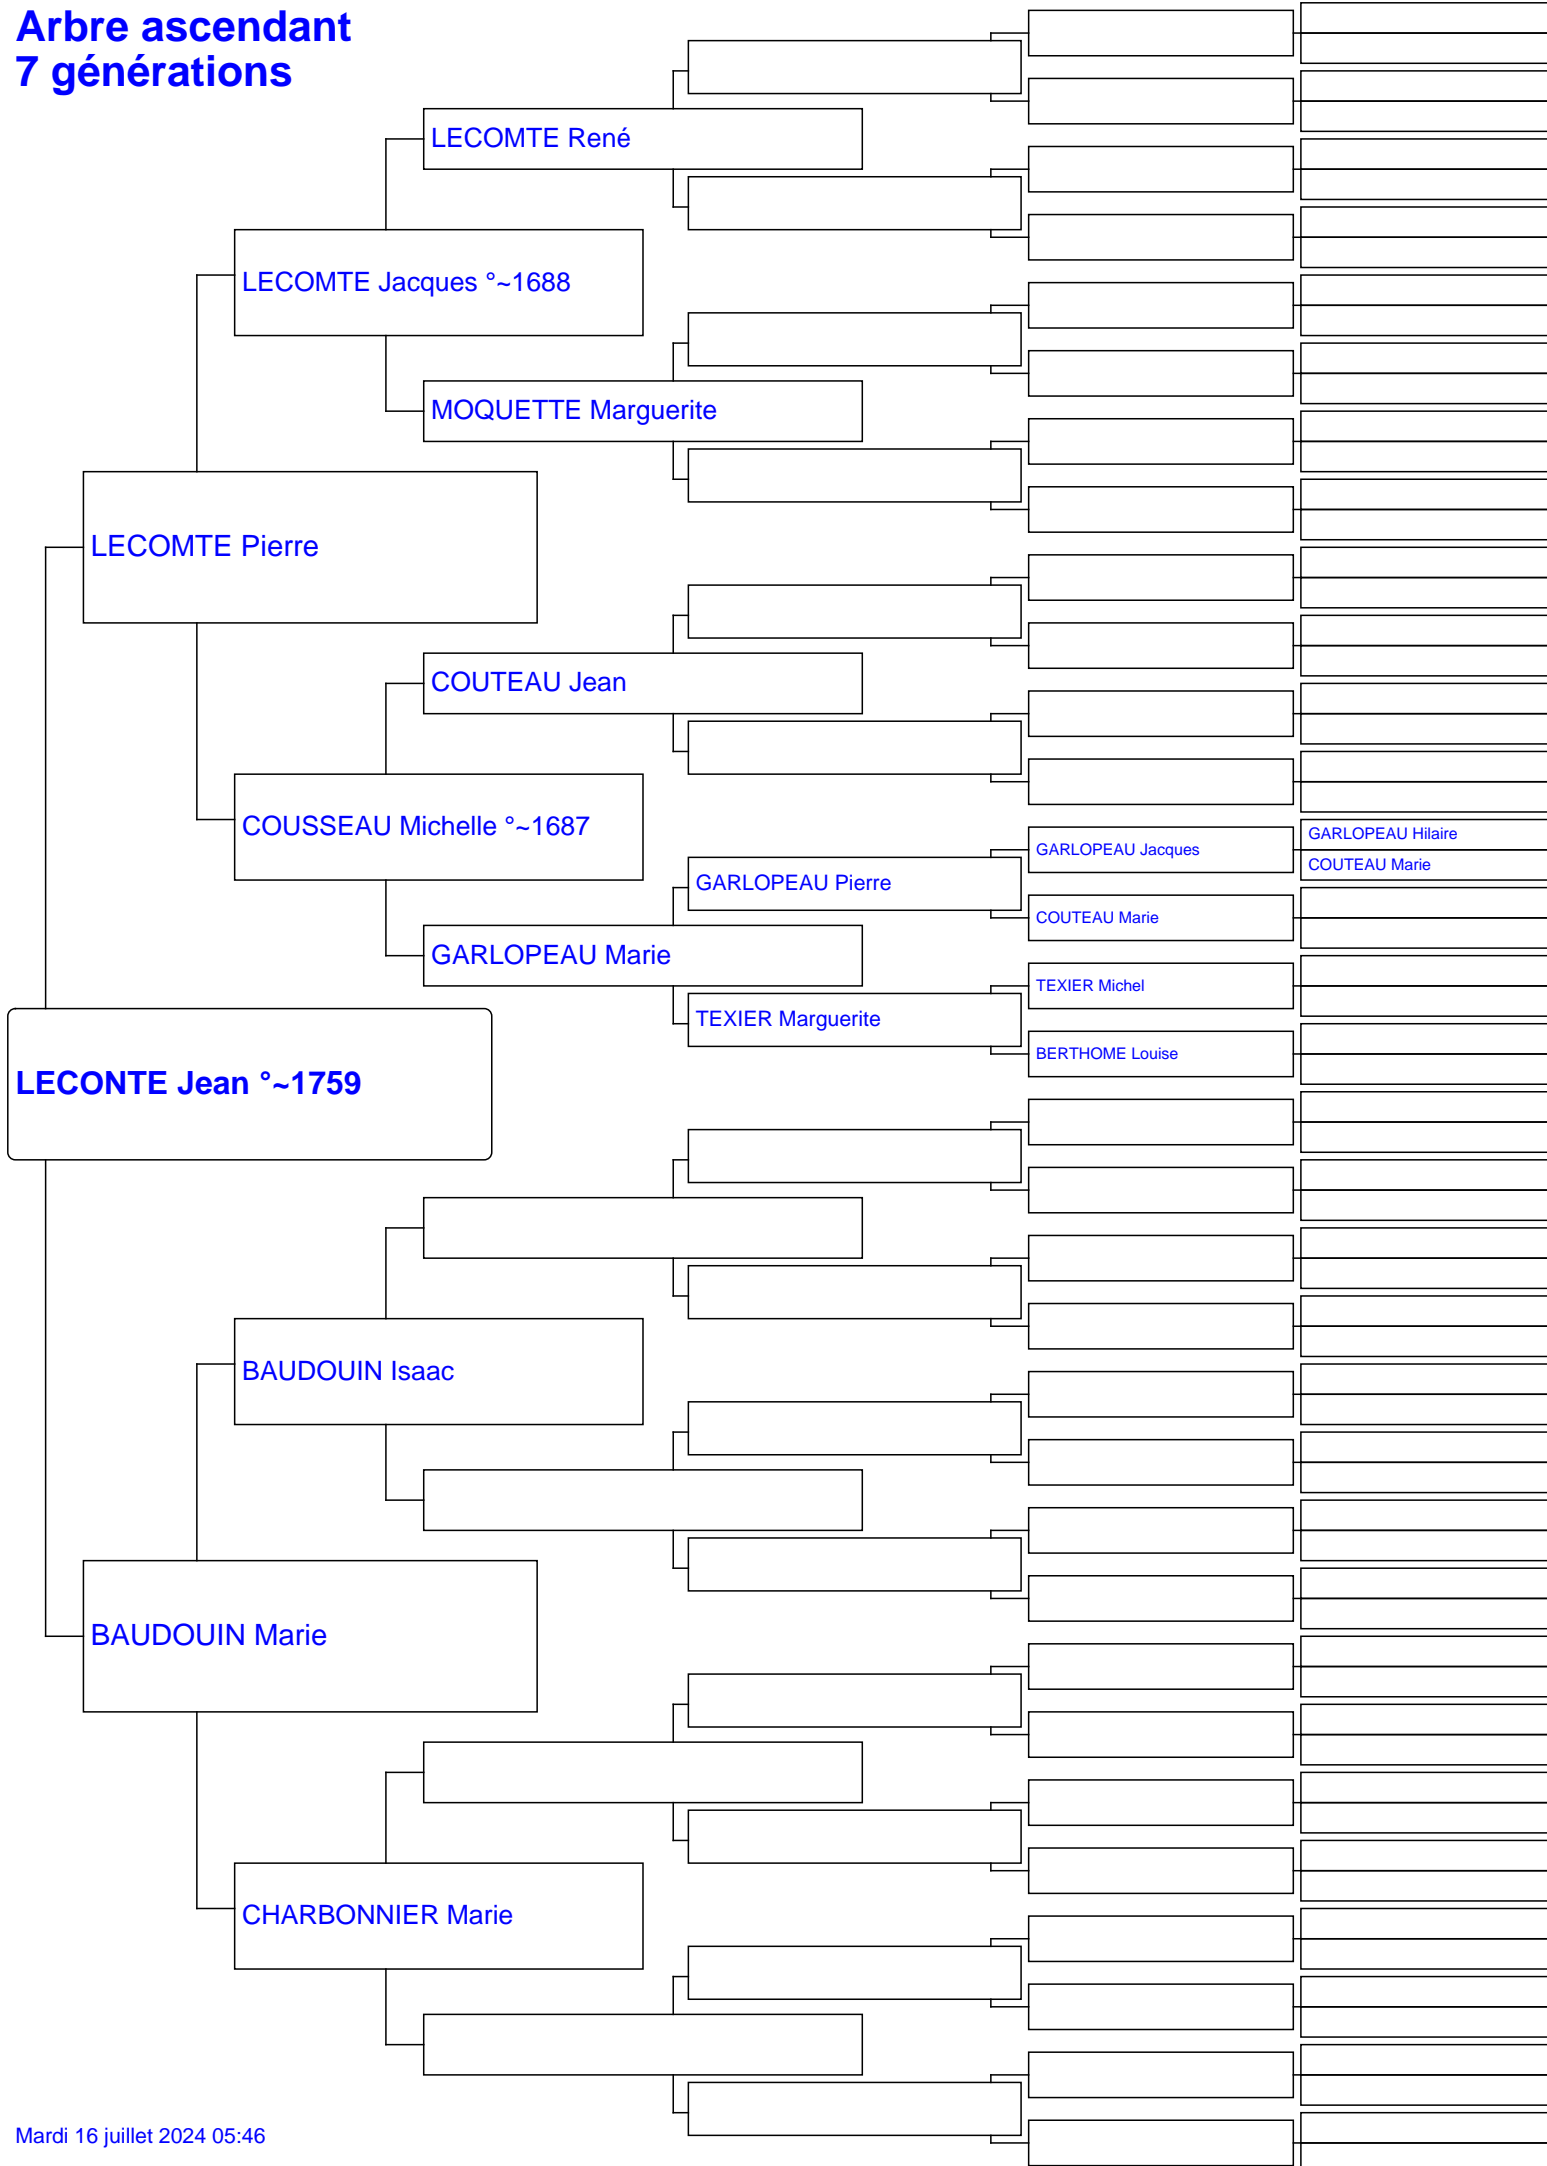 Arbre ascendant
7 générations
LECOMTE René
LECOMTE Jacques °~1688
MOQUETTE Marguerite
LECOMTE Pierre
COUTEAU Jean
COUSSEAU Michelle °~1687
GARLOPEAU Hilaire
GARLOPEAU Jacques
COUTEAU Marie
GARLOPEAU Pierre
COUTEAU Marie
GARLOPEAU Marie
TEXIER Michel
TEXIER Marguerite
BERTHOME Louise
LECONTE Jean °~1759
BAUDOUIN Isaac
BAUDOUIN Marie
CHARBONNIER Marie
Mardi 16 juillet 2024 05:46